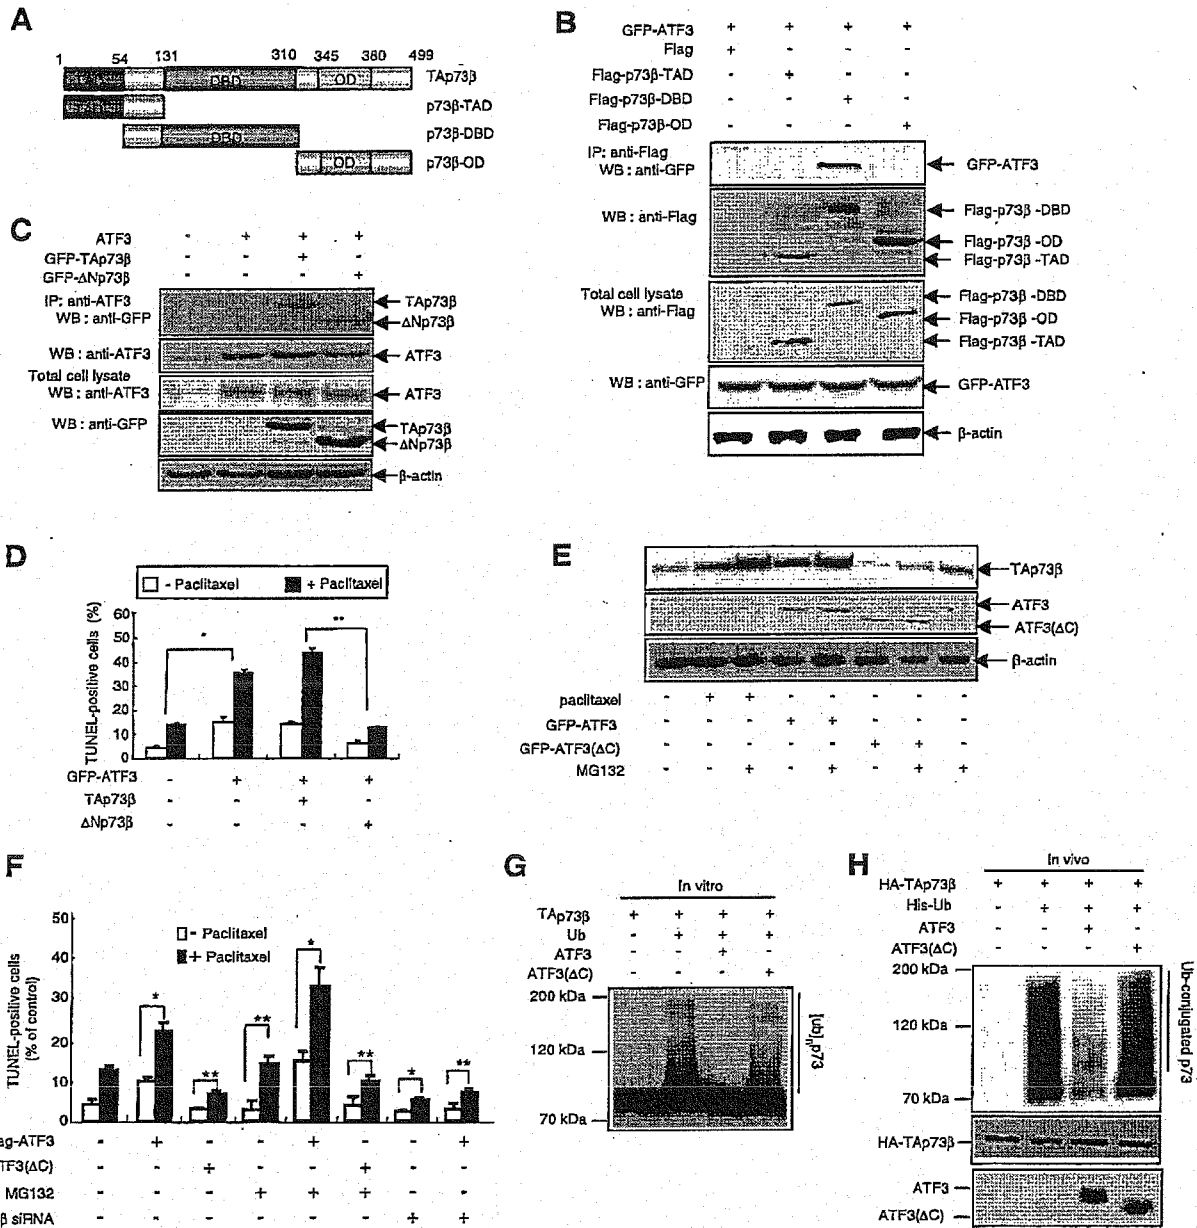 A
1 54 131 310 345 380 499
DBD OD TAp73β
p73β-TAD
DBD p73β-DBD
OD p73β-OD
B
GFP-ATF3 + + + +
Flag + - - -
Flag-p73β-TAD - + - -
Flag-p73β-DBD - - + -
Flag-p73β-OD - - - +
IP: anti-Flag
WB : anti-GFP
GFP-ATF3
WB : anti-Flag
Flag-p73β -DBD
Flag-p73β -OD
Flag-p73β -TAD
Total cell lysate
WB : anti-Flag
Flag-p73β -DBD
Flag-p73β -OD
Flag-p73β -TAD
WB : anti-GFP
GFP-ATF3
β-actin
C
ATF3 - + + +
GFP-TAp73β - - + -
GFP-ΔNp73β - - - +
IP: anti-ATF3
WB : anti-GFP
TAp73β
ΔNp73β
WB : anti-ATF3
ATF3
Total cell lysate
WB : anti-ATF3
ATF3
WB : anti-GFP
TAp73β
ΔNp73β
β-actin
D
- Paclitaxel + Paclitaxel
TUNEL-positive cells (%)
60
50
40
30
20
10
0
* **
GFP-ATF3 - + + +
TAp73β - - + -
ΔNp73β - - - +
E
TAp73β
ATF3
ATF3(ΔC)
β-actin
paclitaxel - + + - - - - -
GFP-ATF3 - - - + + - - -
GFP-ATF3(ΔC) - - - - - + + -
MG132 - - + - + - + +
F
TUNEL-positive cells
(% of control)
50
40
30
20
10
0
- Paclitaxel
+ Paclitaxel
* ** ** * ** * **
ag-ATF3 - + - - + - - +
TF3(ΔC) - - + - - + - -
MG132 - - - + + + - -
β siRNA - - - - - - + +
G
In vitro
TAp73β + + + +
Ub - + + +
ATF3 - - + -
ATF3(ΔC) - - - +
200 kDa
120 kDa
70 kDa
[ub]n p73
H
In vivo
HA-TAp73β + + + +
His-Ub - + + +
ATF3 - - + -
ATF3(ΔC) - - - +
200 kDa
120 kDa
70 kDa
Ub-conjugated p73
HA-TAp73β
ATF3
ATF3(ΔC)